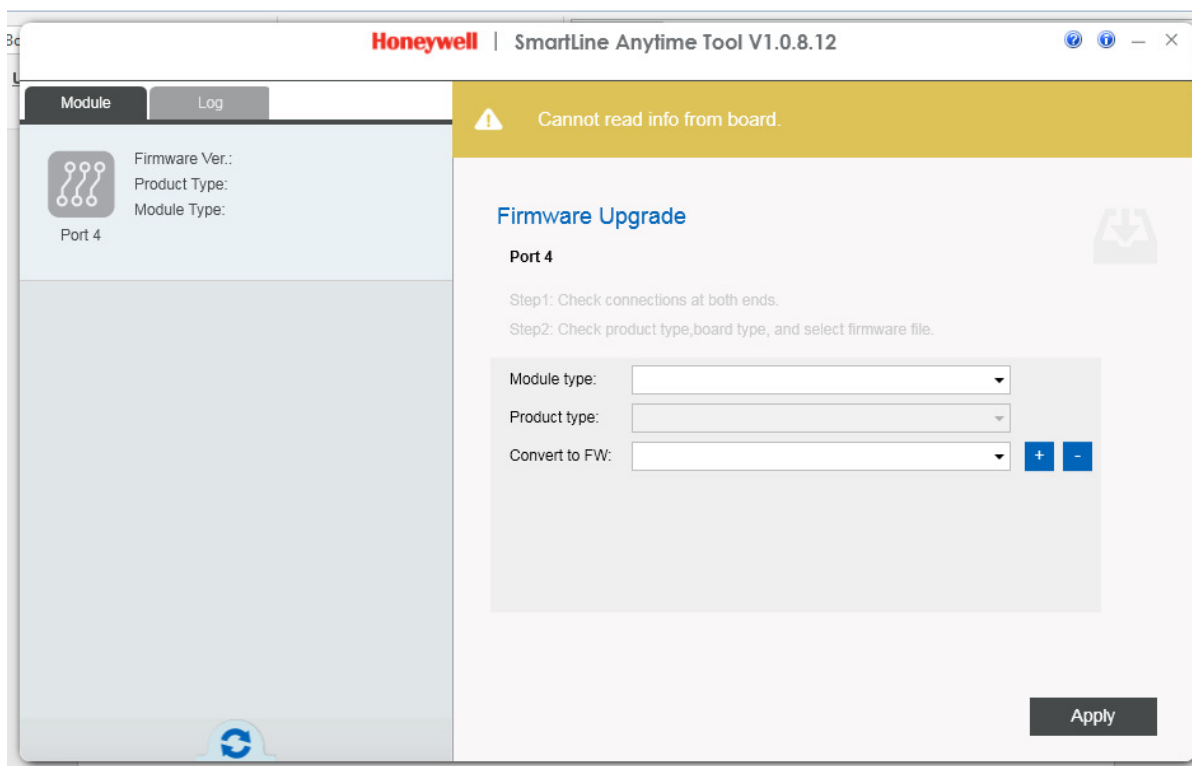 Honeywell | SmartLine Anytime Tool V1.0.8.12
Module
Log
Firmware Ver.:
Product Type:
Module Type:
Port 4
Cannot read info from board.
Firmware Upgrade
Port 4
Step1: Check connections at both ends.
Step2: Check product type,board type, and select firmware file.
Module type:
Product type:
Convert to FW:
+ -
Apply